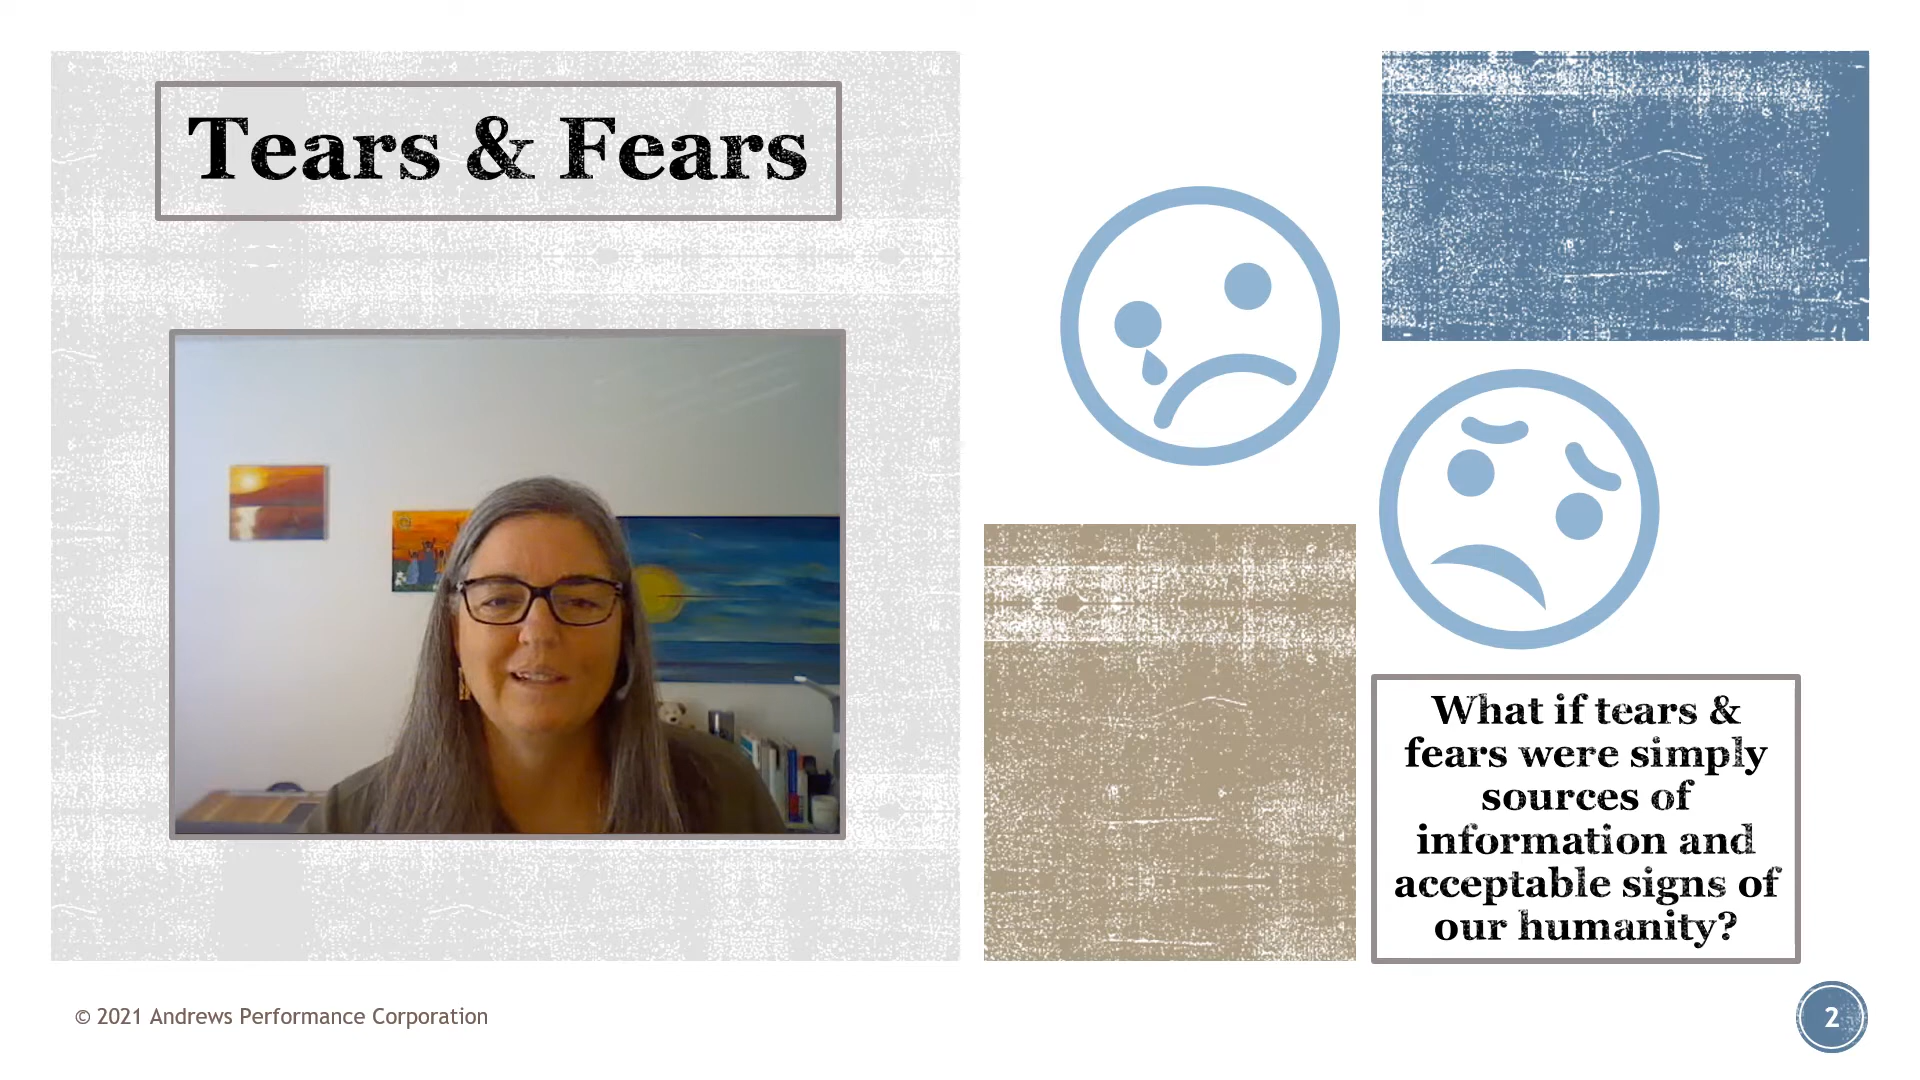 Tears & Fears
What if tears &
fears were simply
sources of
information and
acceptable signs of
our humanity?
© 2021 Andrews Performance Corporation
2